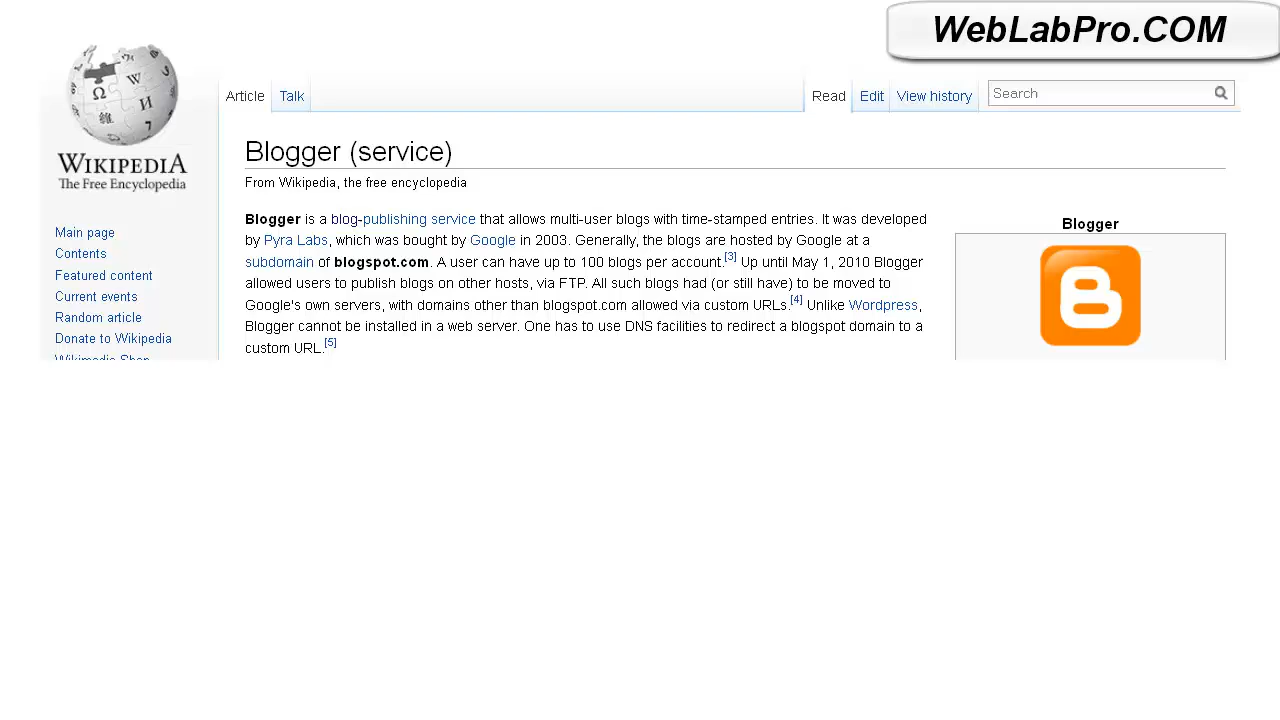 WebLabPro.COM
Article Talk Read Edit View history Search
WIKIPEDIA
The Free Encyclopedia
Blogger (service)
From Wikipedia, the free encyclopedia
Main page
Contents
Featured content
Current events
Random article
Donate to Wikipedia
Wikimedia Shop
Blogger is a blog-publishing service that allows multi-user blogs with time-stamped entries. It was developed
by Pyra Labs, which was bought by Google in 2003. Generally, the blogs are hosted by Google at a
subdomain of blogspot.com. A user can have up to 100 blogs per account.[3] Up until May 1, 2010 Blogger
allowed users to publish blogs on other hosts, via FTP. All such blogs had (or still have) to be moved to
Google's own servers, with domains other than blogspot.com allowed via custom URLs.[4] Unlike Wordpress,
Blogger cannot be installed in a web server. One has to use DNS facilities to redirect a blogspot domain to a
custom URL.[5]
Blogger